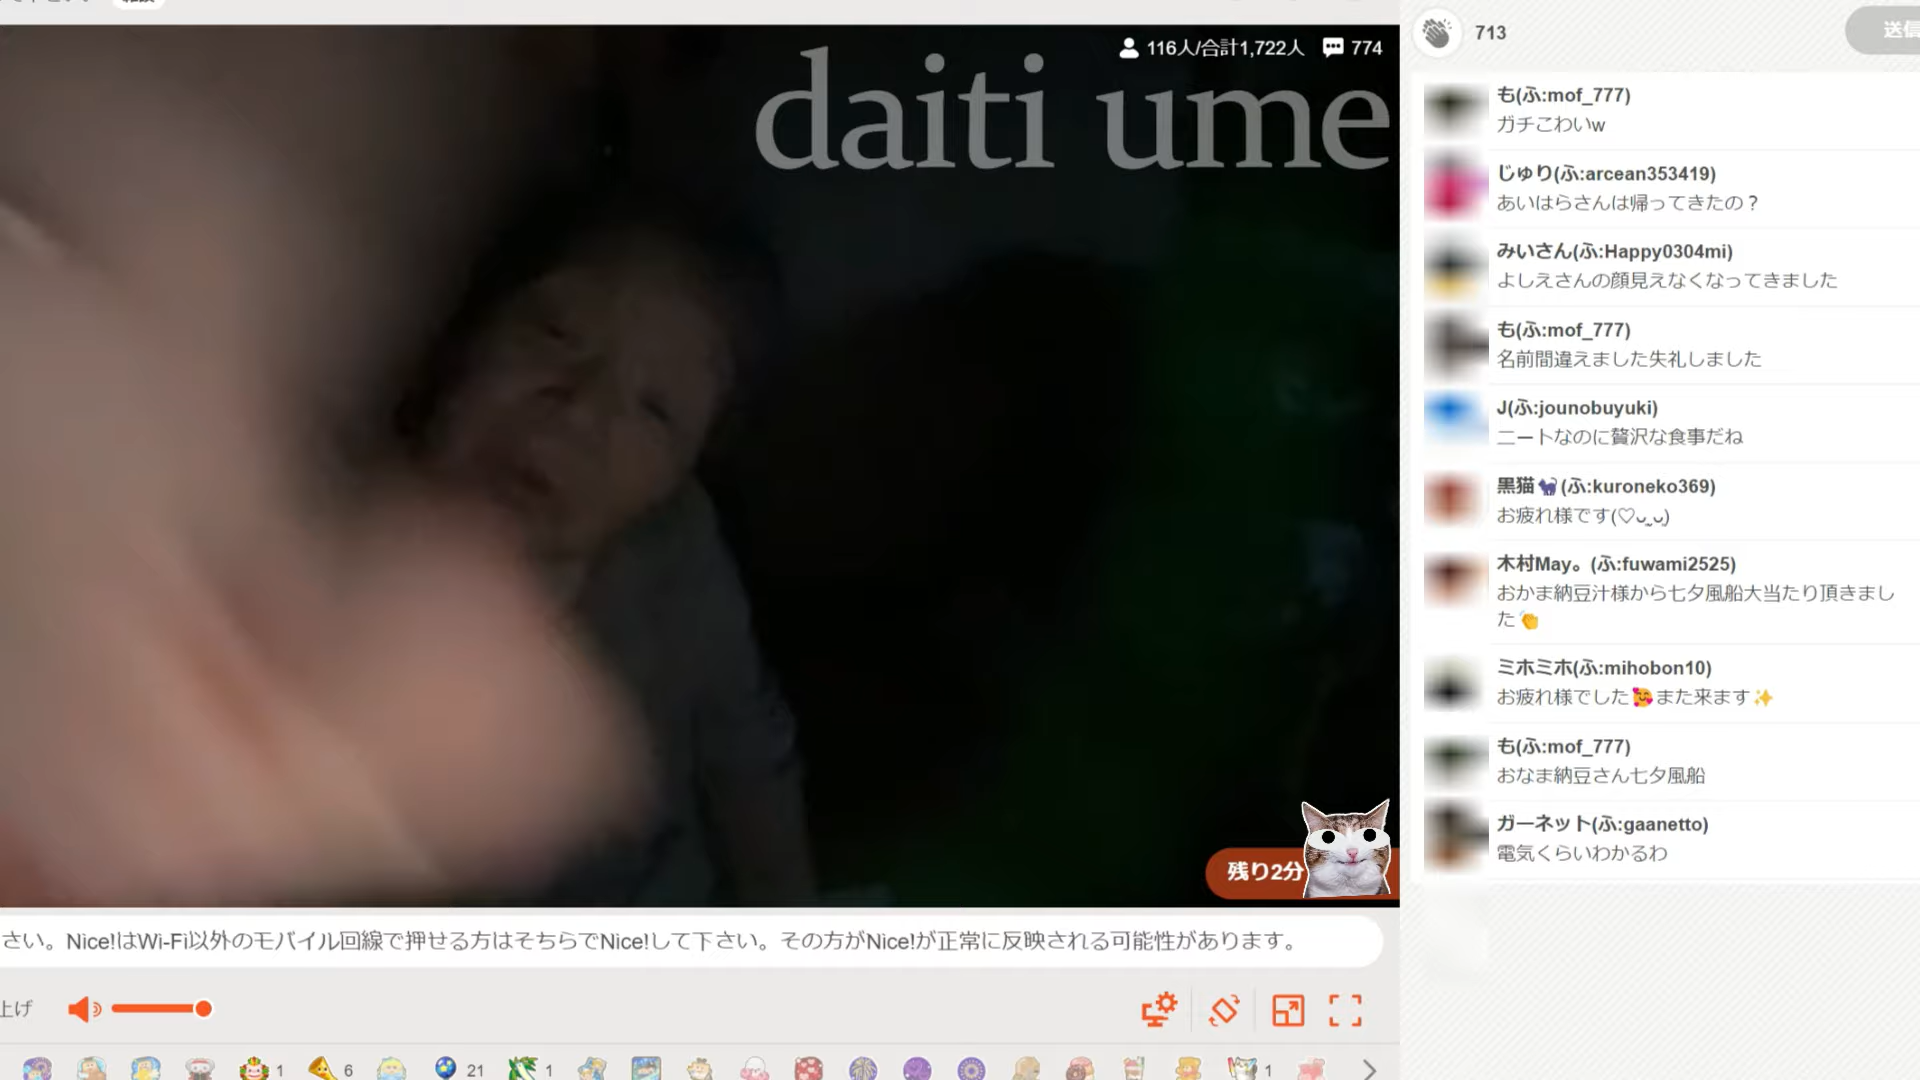 116人/合計1,722人 774
daiti ume
残り2分
さい。Nice!はWi-Fi以外のモバイル回線で押せる方はそちらでNice!して下さい。その方がNice!が正常に反映される可能性があります。
上げ
1
6
21
1
1
713
送信
も(ふ:mof_777)
ガチこわいw
じゅり(ふ:arcean353419)
あいはらさんは帰ってきたの？
みいさん(ふ:Happy0304mi)
よしえさんの顔見えなくなってきました
も(ふ:mof_777)
名前間違えました失礼しました
J(ふ:jounobuyuki)
ニートなのに贅沢な食事だね
黒猫🐈‍⬛(ふ:kuroneko369)
お疲れ様です(♡ᴗ͈ˬᴗ͈)
木村May。(ふ:fuwami2525)
おかま納豆汁様から七夕風船大当たり頂きまし
た👏
ミホミホ(ふ:mihobon10)
お疲れ様でした🥰また来ます✨
も(ふ:mof_777)
おなま納豆さん七夕風船
ガーネット(ふ:gaanetto)
電気くらいわかるわ